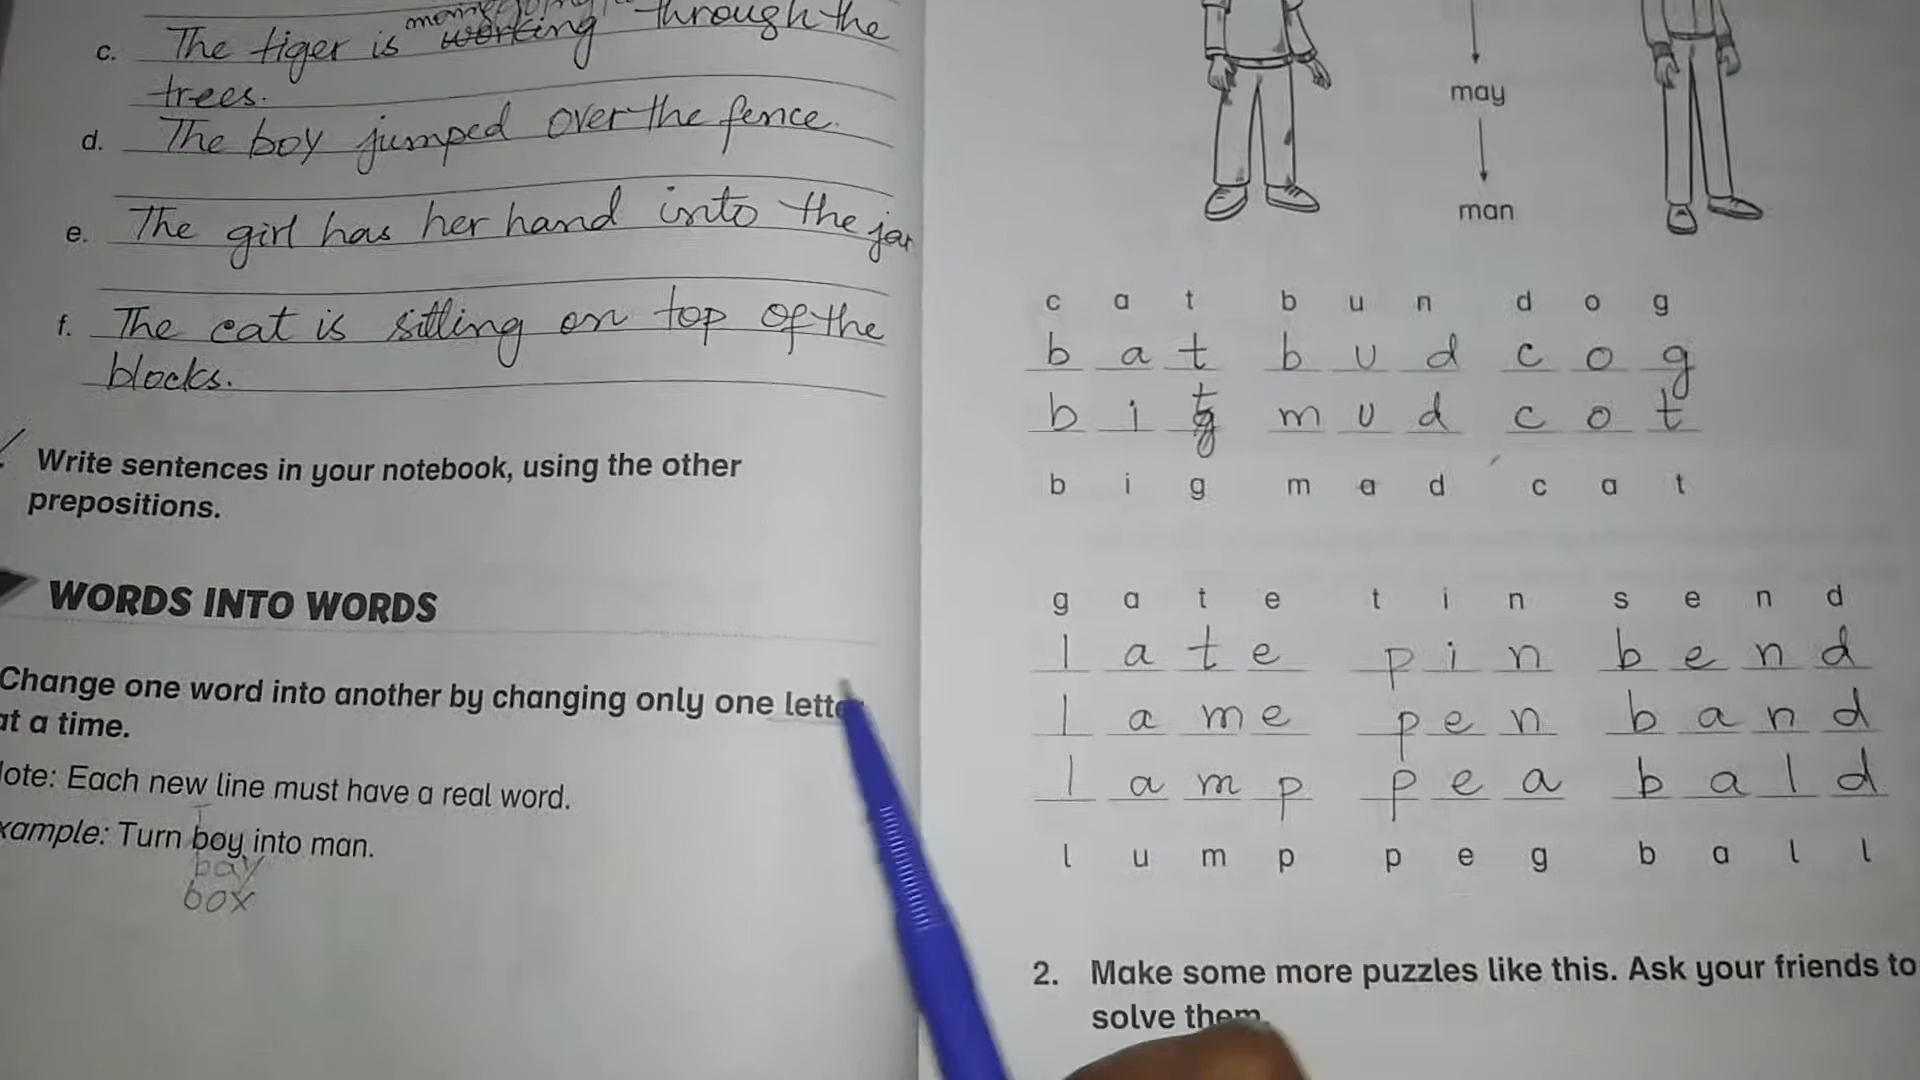 moving going
c. The tiger is working through the
trees.
d. The boy jumped over the fence.
e. The girl has her hand into the jar
f. The cat is sitting on top of the
blocks.
Write sentences in your notebook, using the other
prepositions.
WORDS INTO WORDS
Change one word into another by changing only one lette
at a time.
lote: Each new line must have a real word.
xample: Turn boy into man.
bay
box
may
man
c a t b u n d o g
b a t b u d c o g
b i t m u d c o t
b i g m a d c a t
g a t e t i n s e n d
l a t e p i n b e n d
l a m e p e n b a n d
l a m p p e a b a l d
l u m p p e g b a l l
2. Make some more puzzles like this. Ask your friends to
solve them.